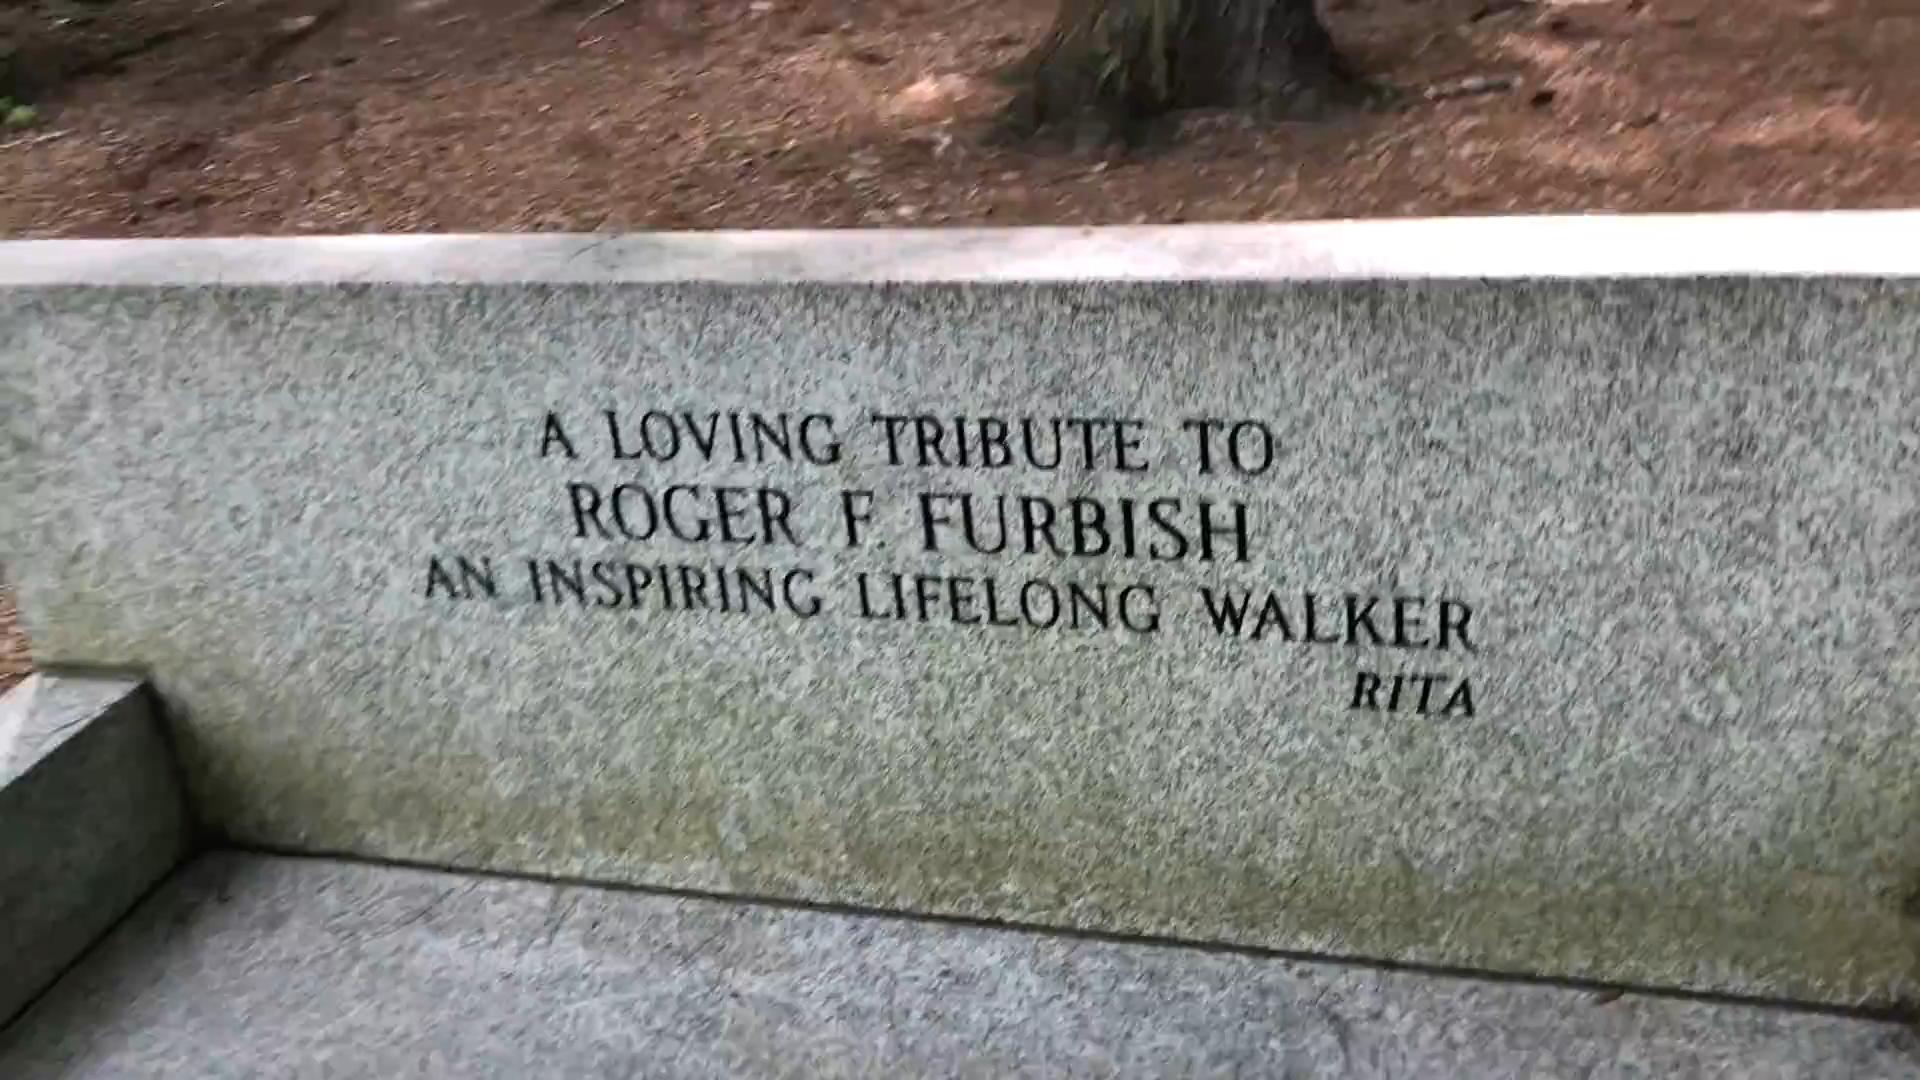 A LOVING TRIBUTE TO
ROGER F. FURBISH
AN INSPIRING LIFELONG WALKER
RITA